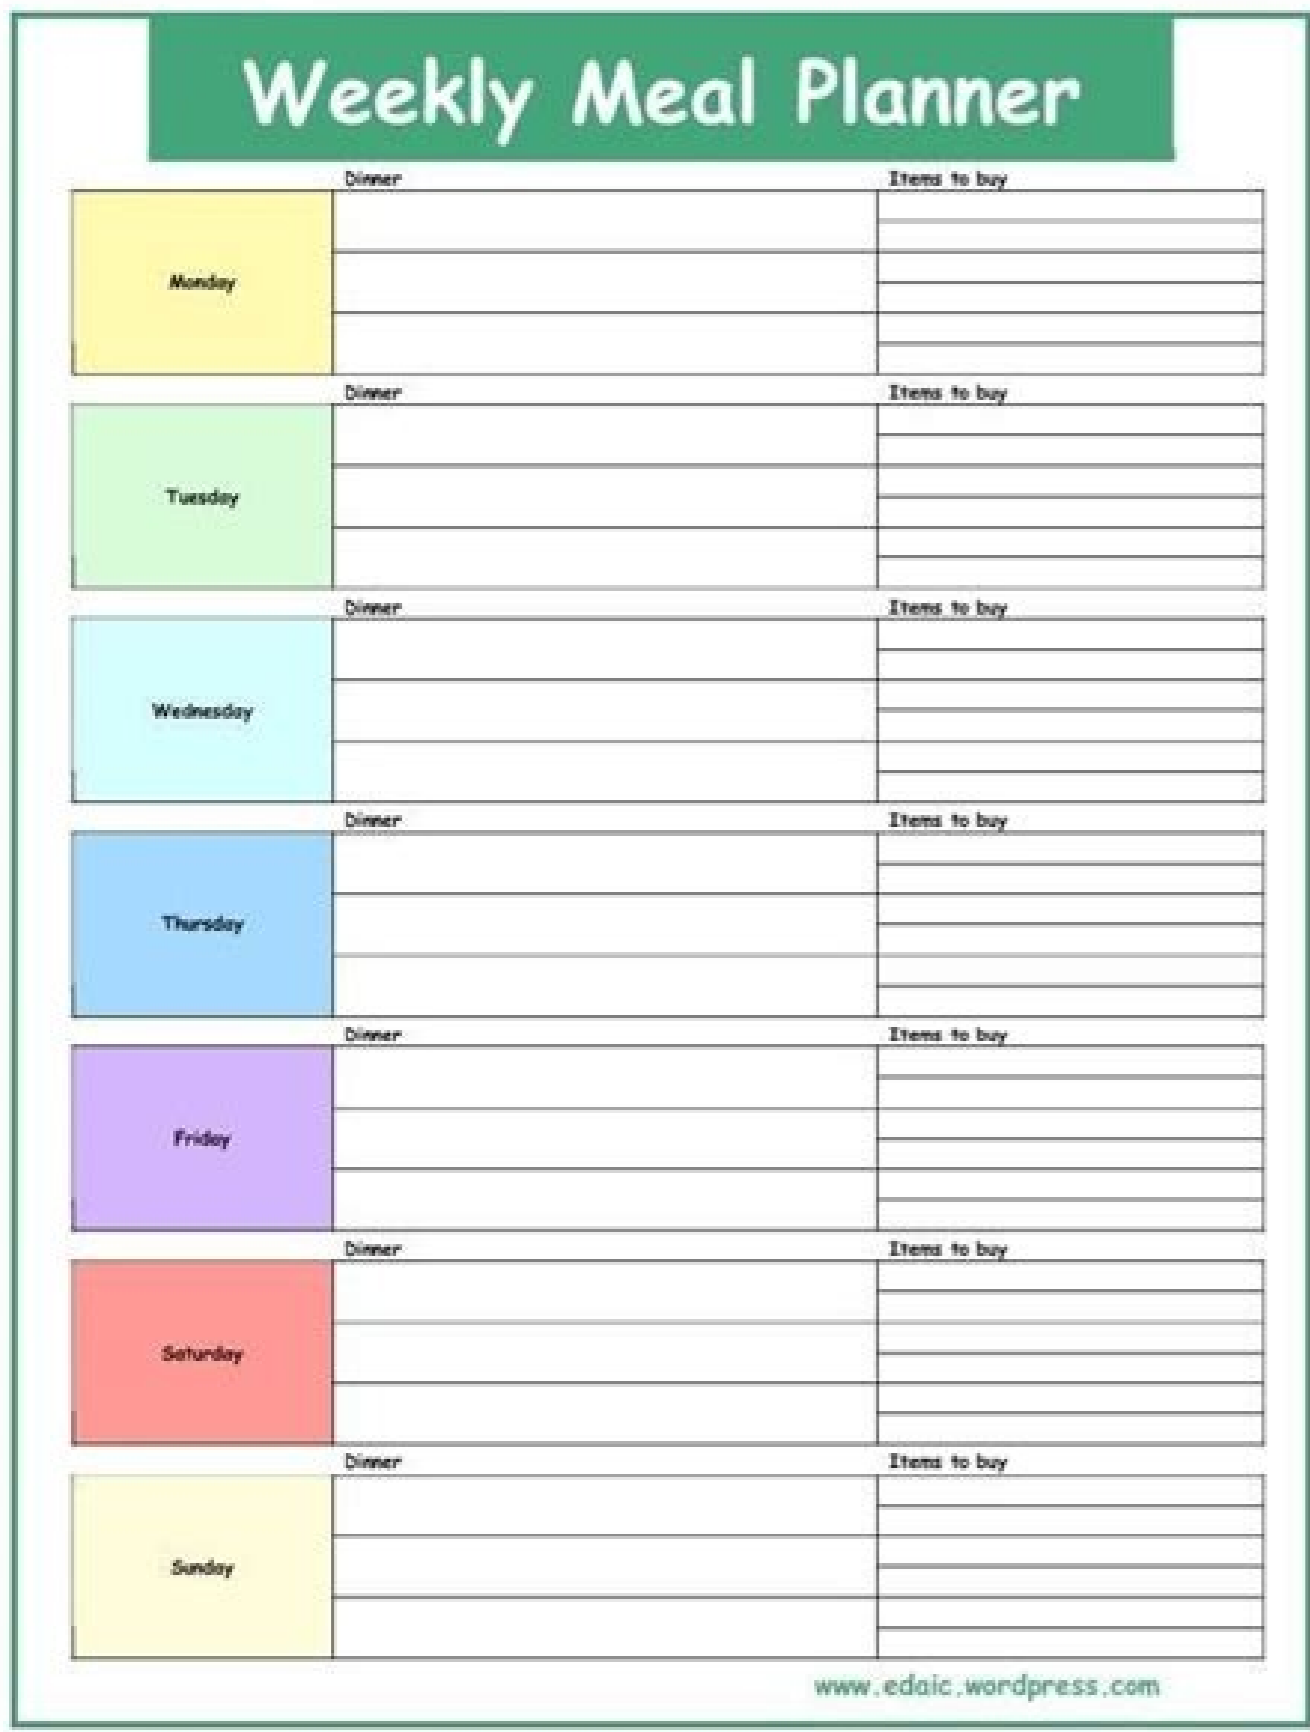 Weekly Meal Planner
Dinner Items to buy
Monday
Dinner Items to buy
Tuesday
Dinner Items to buy
Wednesday
Dinner Items to buy
Thursday
Dinner Items to buy
Friday
Dinner Items to buy
Saturday
Dinner Items to buy
Sunday
www.edaic.wordpress.com